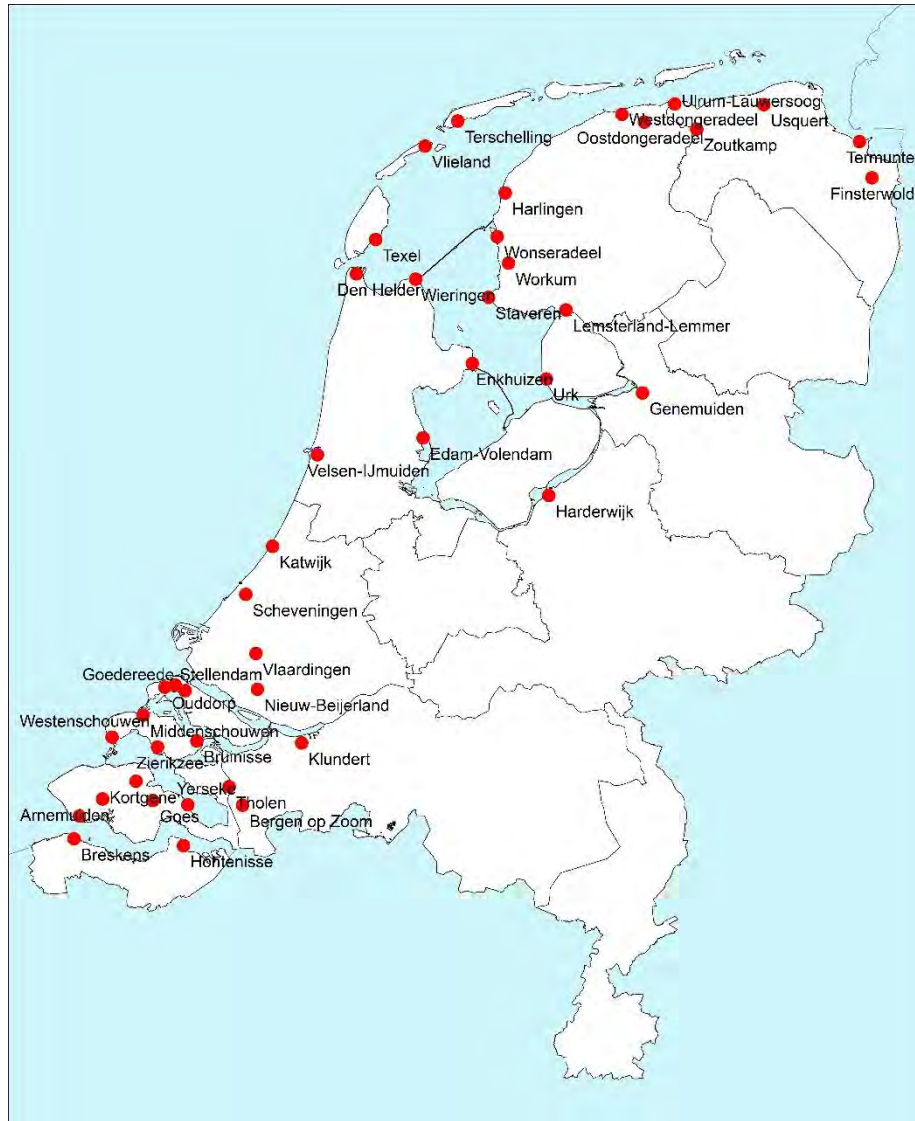 Ulrum-Lauwersoog
Westdongeradeel
Usquert
Terschelling
Oostdongeradeel
Zoutkamp
Vlieland
Termunte
Finsterwold
Harlingen
Texel
Wonseradeel
Workum
Den Helder
Wieringen
Staveren
Lemsterland-Lemmer
Enkhuizen
Urk
Genemuiden
Edam-Volendam
Velsen-IJmuiden
Harderwijk
Katwijk
Scheveningen
Vlaardingen
Goedereede-Stellendam
Ouddorp
Nieuw-Beijerland
Westenschouwen
Middenschouwen
Bruinisse
Klundert
Zierikzee
Yerseke
Kortgene
Tholen
Arnemuiden
Goes
Bergen op Zoom
Breskens
Hontenisse